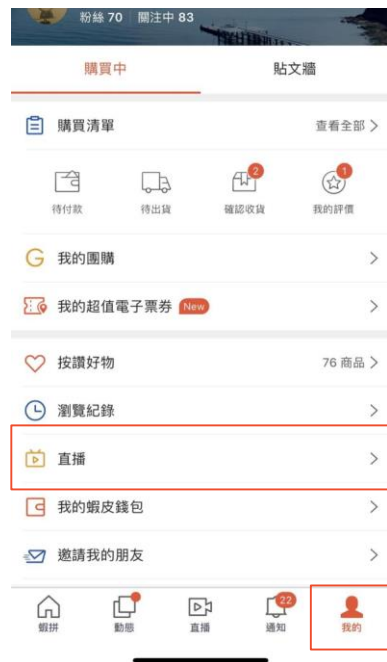 粉絲 70 關注中 83
購買中 貼文牆
購買清單 查看全部
2 1
待付款 待出貨 確認收貨 我的評價
我的團購
我的超值電子票券 New
按讚好物 76 商品
瀏覽紀錄
直播
我的蝦皮錢包
邀請我的朋友
22
蝦拼 動態 直播 通知 我的